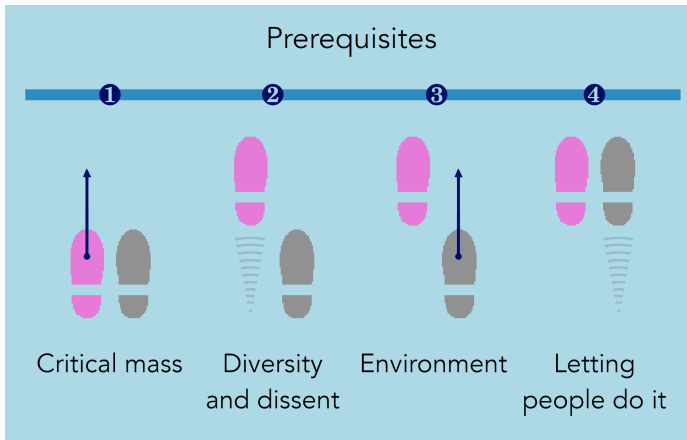 Prerequisites
1 2 3 4
Critical mass
Diversity
and dissent
Environment
Letting
people do it